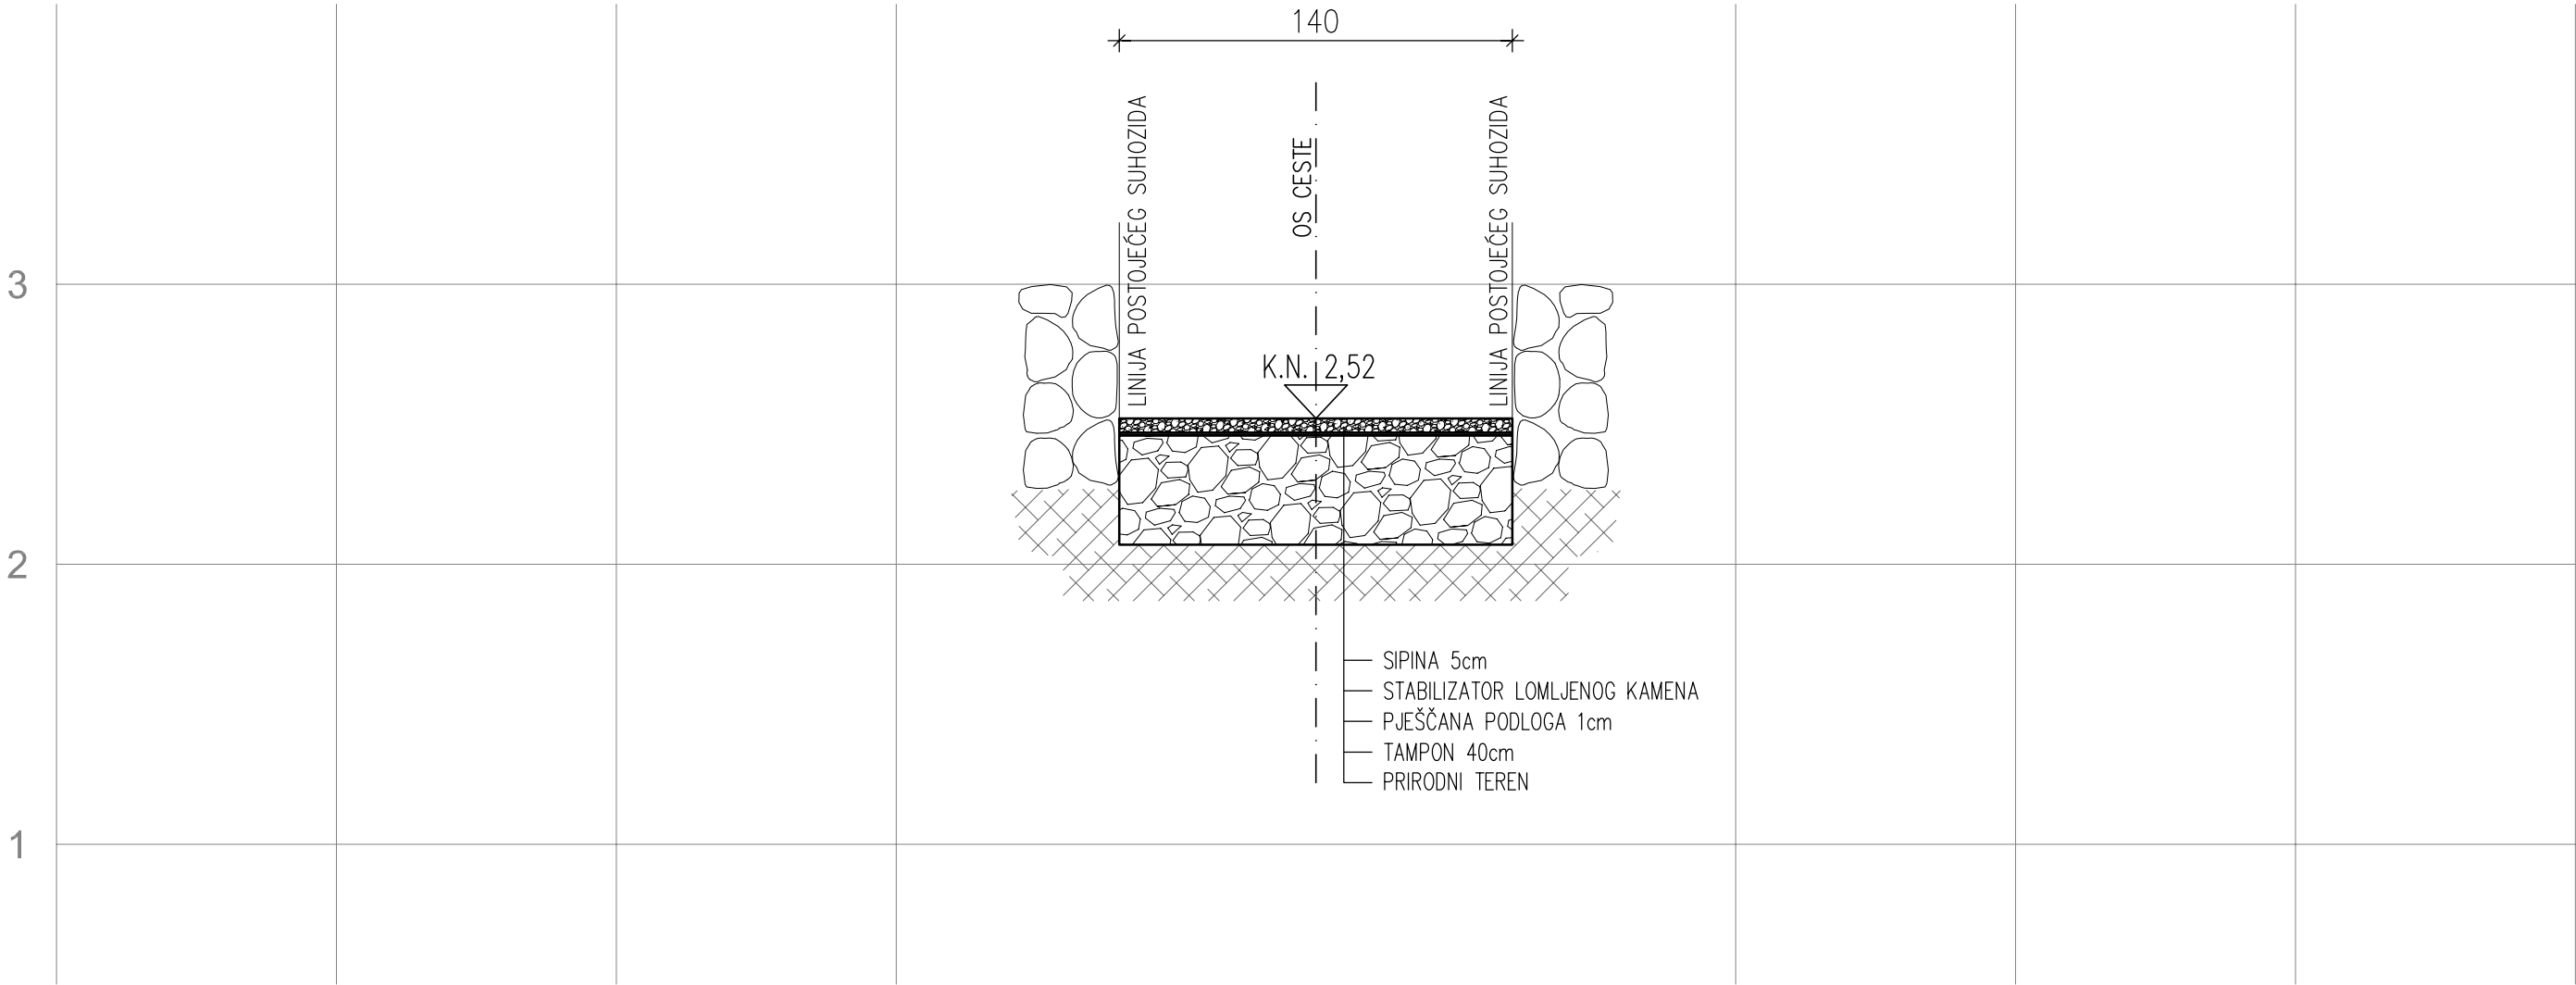 140
LINIJA POSTOJEĆEG SUHOZIDA
OS CESTE
LINIJA POSTOJEĆEG SUHOZIDA
3
K.N. 2,52
2
SIPINA 5cm
STABILIZATOR LOMLJENOG KAMENA
PJEŠČANA PODLOGA 1cm
TAMPON 40cm
PRIRODNI TEREN
1